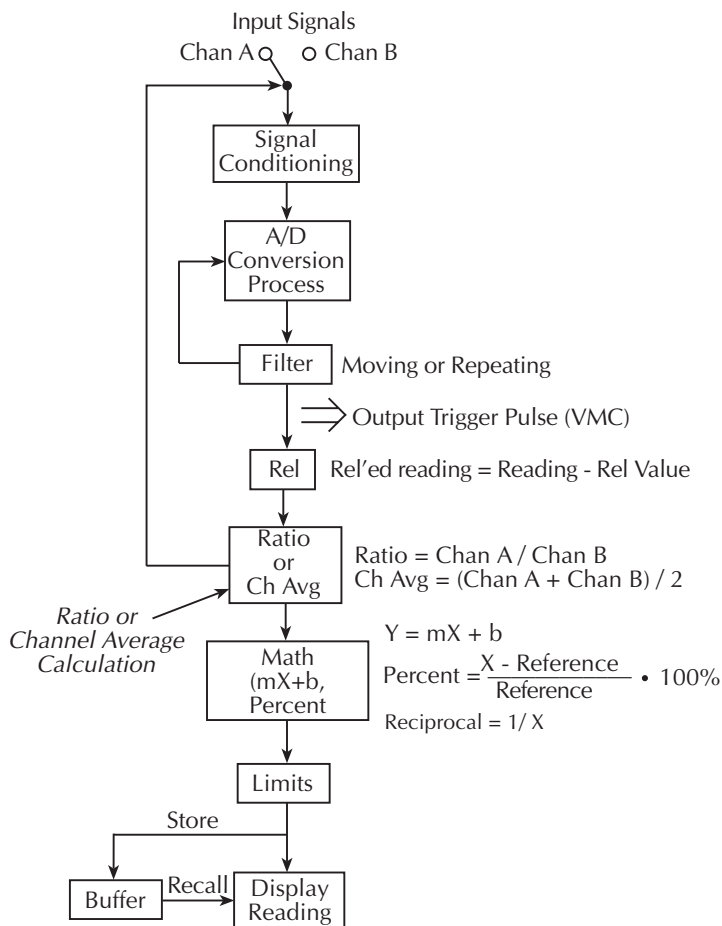 Input Signals
Chan A
Chan B
Signal
Conditioning
A/D
Conversion
Process
Filter
Moving or Repeating
Output Trigger Pulse (VMC)
Rel
Rel'ed reading = Reading - Rel Value
Ratio
or
Ch Avg
Ratio = Chan A / Chan B
Ch Avg = (Chan A + Chan B) / 2
Ratio or
Channel Average
Calculation
Math
(mX+b,
Percent
Y = mX + b
Percent = X - Reference / Reference • 100%
Reciprocal = 1/ X
Limits
Store
Buffer
Recall
Display
Reading